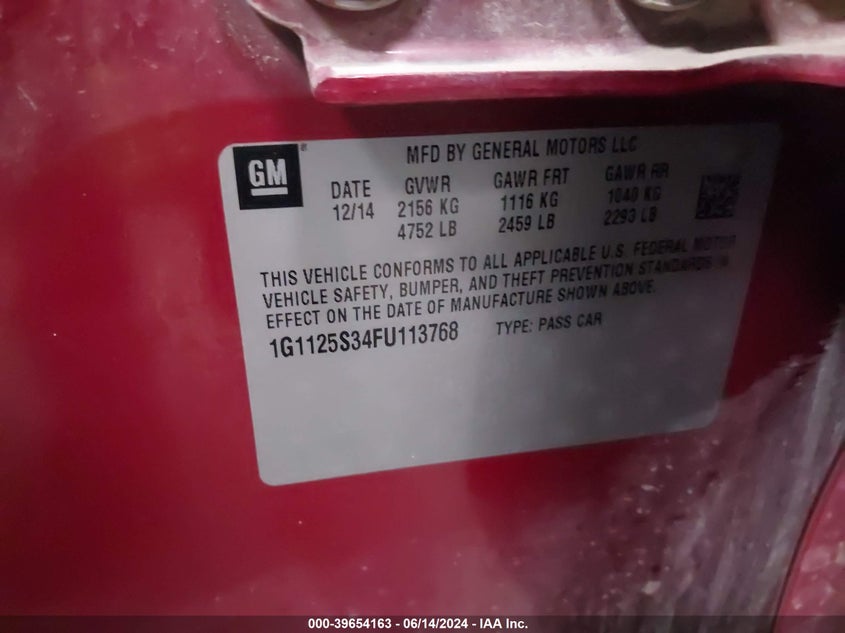 GM
MFD BY GENERAL MOTORS LLC
DATE GVWR GAWR FRT GAWR RR
12/14 2156 KG 1116 KG 1040 KG
4752 LB 2459 LB 2293 LB
THIS VEHICLE CONFORMS TO ALL APPLICABLE U.S. FEDERAL MOTOR
VEHICLE SAFETY, BUMPER, AND THEFT PREVENTION STANDARDS IN
EFFECT ON THE DATE OF MANUFACTURE SHOWN ABOVE.
1G1125S34FU113768 TYPE: PASS CAR
000-39654163 - 06/14/2024 - IAA Inc.